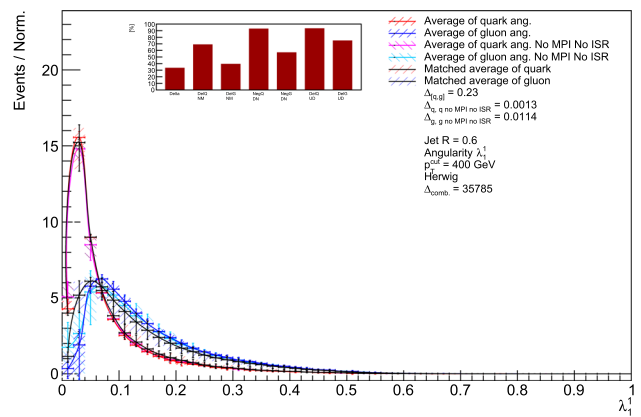 Events / Norm.
20
15
10
5
0
0
0.1
0.2
0.3
0.4
0.5
0.6
0.7
0.8
0.9
1
λ¹₁
[%]
100
90
80
70
60
50
40
30
20
10
0
Delta
DelQ NM
DelG NM
NegQ DN
NegG DN
DelQ UD
DelG UD
Average of quark ang.
Average of gluon ang.
Average of quark ang. No MPI No ISR
Average of gluon ang. No MPI No ISR
Matched average of quark
Matched average of gluon
Δ[q,g] = 0.23
Δq, q no MPI no ISR = 0.0013
Δg, g no MPI no ISR = 0.0114
Jet R = 0.6
Angularity λ¹₁
p_T^cut = 400 GeV
Herwig
Δcomb. = 35785